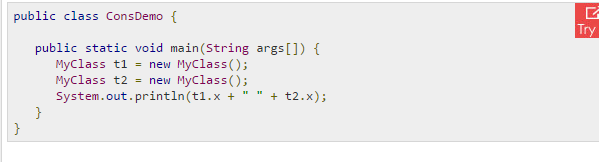 public class ConsDemo {
Try
public static void main(String args[]) {
MyClass t1 = new MyClass();
MyClass t2 = new MyClass();
System.out.println(t1.x + " " + t2.x);
}
}